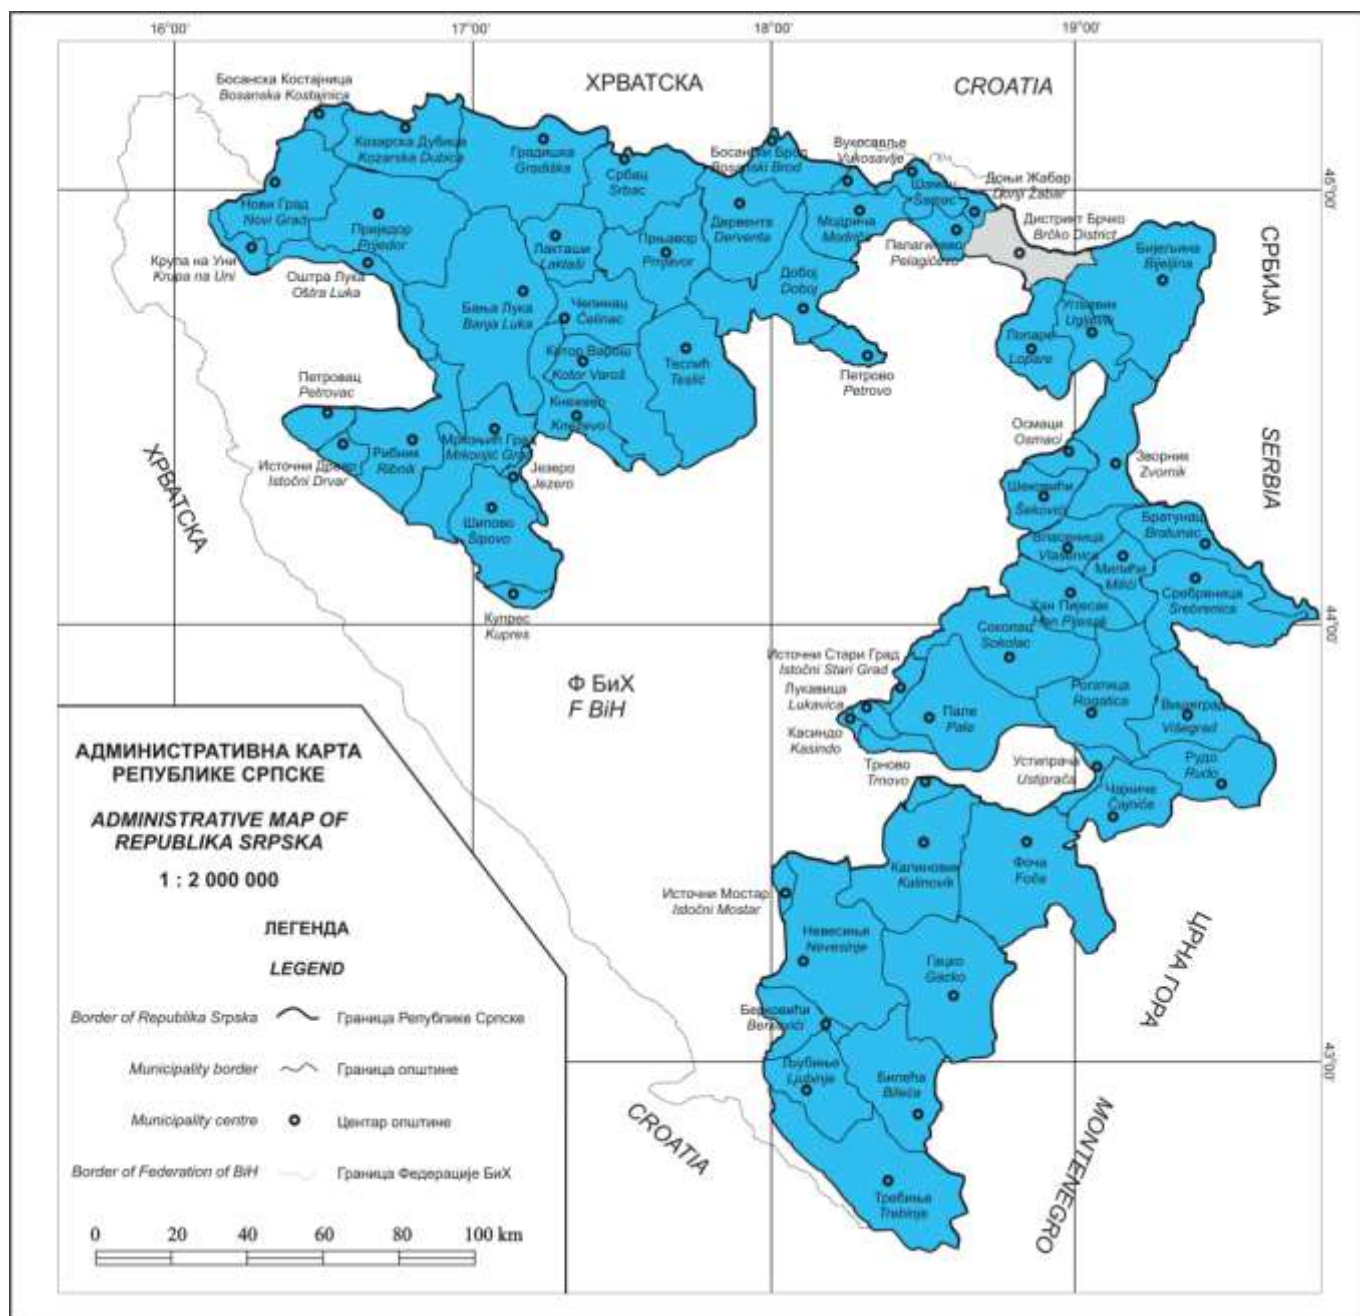 16°00'
17°00'
18°00'
19°00'
ХРВАТСКА
CROATIA
Босанска Костајница
Bosanska Kostajnica
Козарска Дубица
Kozarska Dubica
Градишка
Gradiška
Србац
Srbac
Босански Брод
Bosanski Brod
Вукосавље
Vukosavlje
Шамац
Šamac
Доњи Жабар
Donji Žabar
45°00'
Нови Град
Novi Grad
Приједор
Prijedor
Лакташи
Laktaši
Прњавор
Prnjavor
Дервента
Derventa
Модрича
Modriča
Пелагићево
Pelagićevo
Дистрикт Брчко
Brčko District
Бијељина
Bijeljina
СРБИЈА
Крупа на Уни
Krupa na Uni
Оштра Лука
Oštra Luka
Бања Лука
Banja Luka
Челинац
Čelinac
Добој
Doboj
Угљевик
Ugljevik
Лопаре
Lopare
Котор Варош
Kotor Varoš
Теслић
Teslić
Петрово
Petrovo
Петровац
Petrovac
Кнежево
Kneževo
Осмаци
Osmaci
Зворник
Zvornik
SERBIA
ХРВАТСКА
Источни Дрвар
Istočni Drvar
Рибник
Ribnik
Мркоњић Град
Mrkonjić Grad
Језеро
Jezero
Шековићи
Šekovići
Шипово
Šipovo
Братунац
Bratunac
Власеница
Vlasenica
Милићи
Milići
Сребреница
Srebrenica
Хан Пијесак
Han Pijesak
Купрес
Kupres
44°00'
Соколац
Sokolac
Источни Стари Град
Istočni Stari Grad
Лукавица
Lukavica
Касиндо
Kasindo
Пале
Pale
Рогатица
Rogatica
Вишеград
Višegrad
Ф БиХ
F BiH
Трново
Trnovo
Устипрача
Ustiprača
Рудо
Rudo
Чајниче
Čajniče
Калиновик
Kalinovik
Фоча
Foča
Источни Мостар
Istočni Mostar
Невесиње
Nevesinje
Гацко
Gacko
ЦРНА ГОРА
Берковићи
Berkovići
Љубиње
Ljubinje
Билећа
Bileća
43°00'
CROATIA
MONTENEGRO
Требиње
Trebinje
АДМИНИСТРАТИВНА КАРТА
РЕПУБЛИКЕ СРПСКЕ
ADMINISTRATIVE MAP OF
REPUBLIKA SRPSKA
1 : 2 000 000
ЛЕГЕНДА
LEGEND
Border of Republika Srpska Граница Републике Српске
Municipality border Граница општине
Municipality centre Центар општине
Border of Federation of BiH Граница Федерације БиХ
0 20 40 60 80 100 km